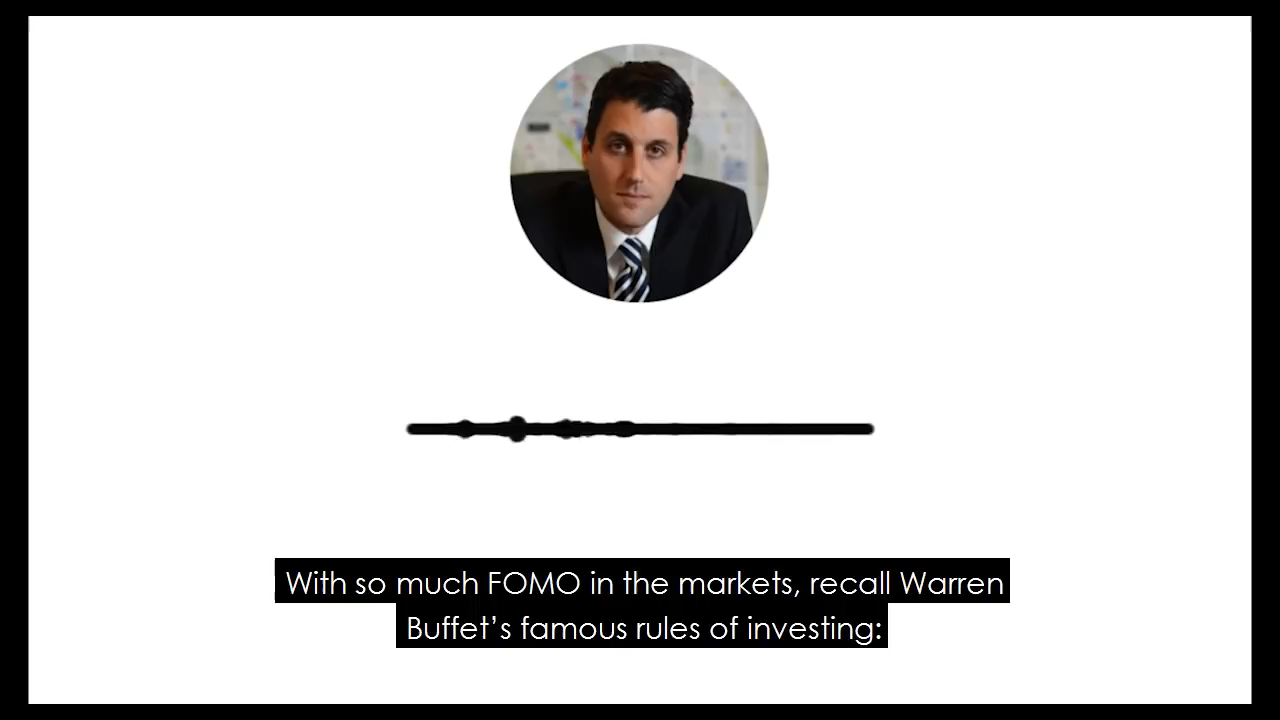 With so much FOMO in the markets, recall Warren
Buffet’s famous rules of investing: